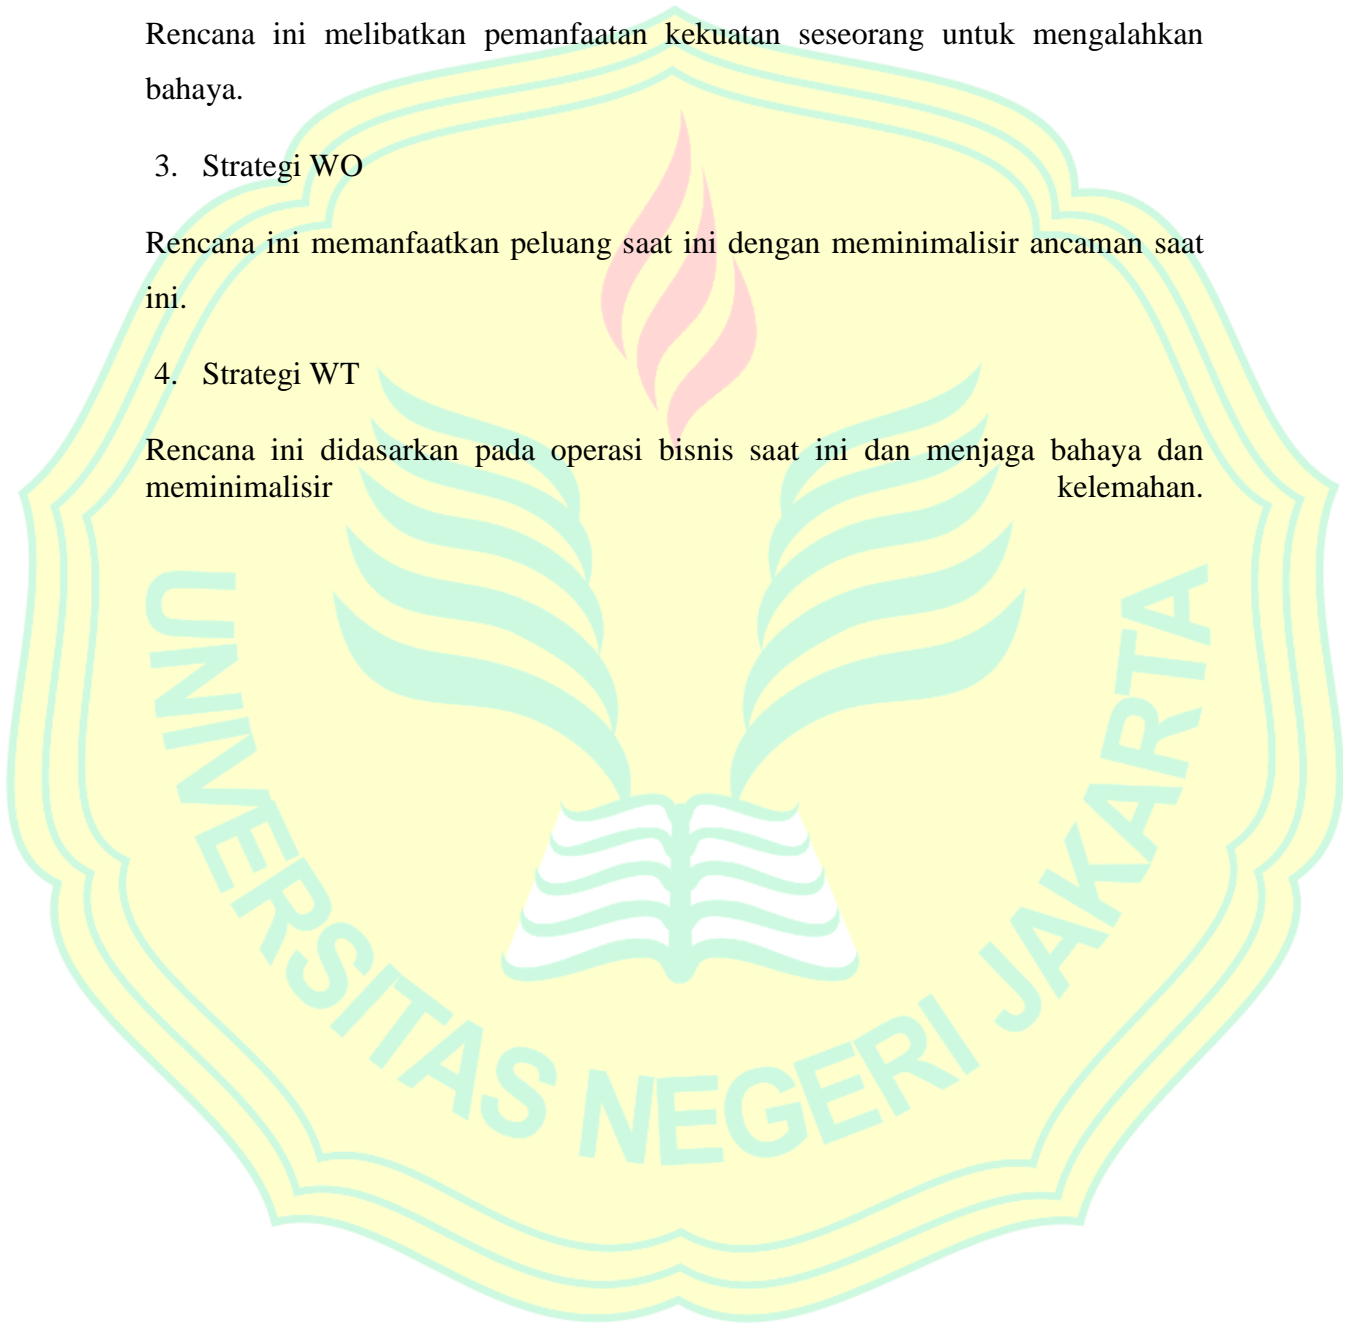 Rencana ini melibatkan pemanfaatan kekuatan seseorang untuk mengalahkan
bahaya.
3. Strategi WO
Rencana ini memanfaatkan peluang saat ini dengan meminimalisir ancaman saat
ini.
4. Strategi WT
Rencana ini didasarkan pada operasi bisnis saat ini dan menjaga bahaya dan
meminimalisir kelemahan.
UNIVERSITAS NEGERI JAKARTA